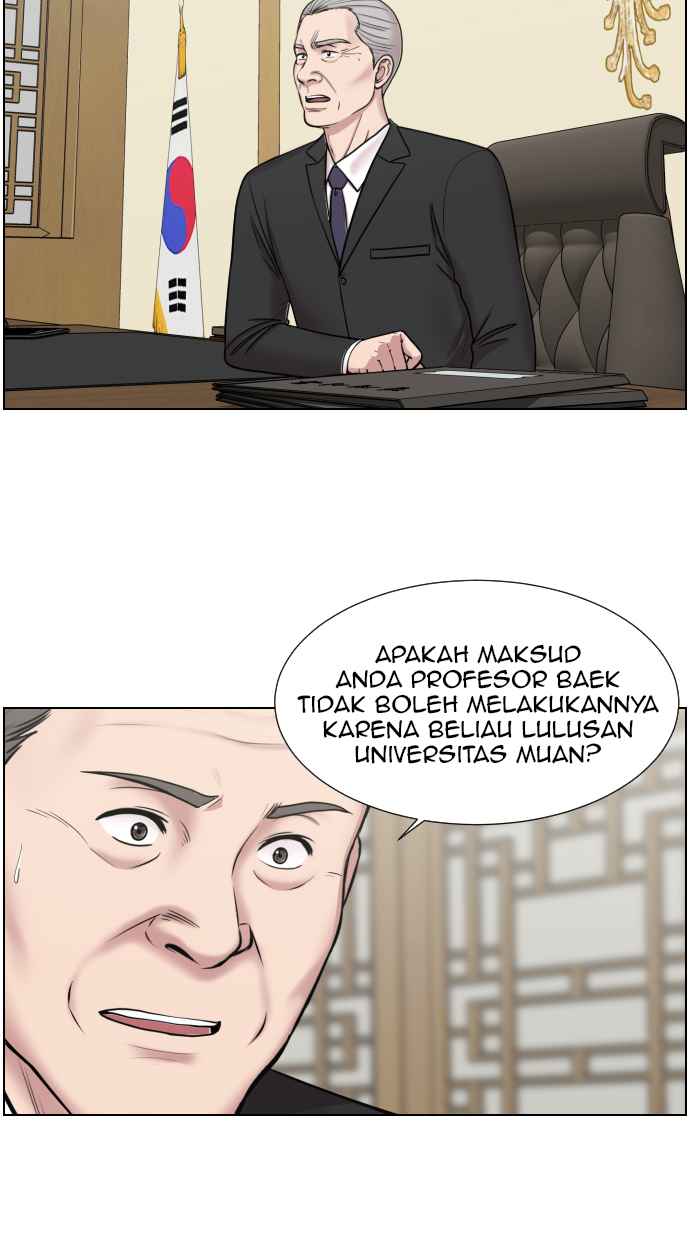 APAKAH MAKSUD
ANDA PROFESOR BAEK
TIDAK BOLEH MELAKUKANNYA
KARENA BELIAU LULUSAN
UNIVERSITAS MUAN?